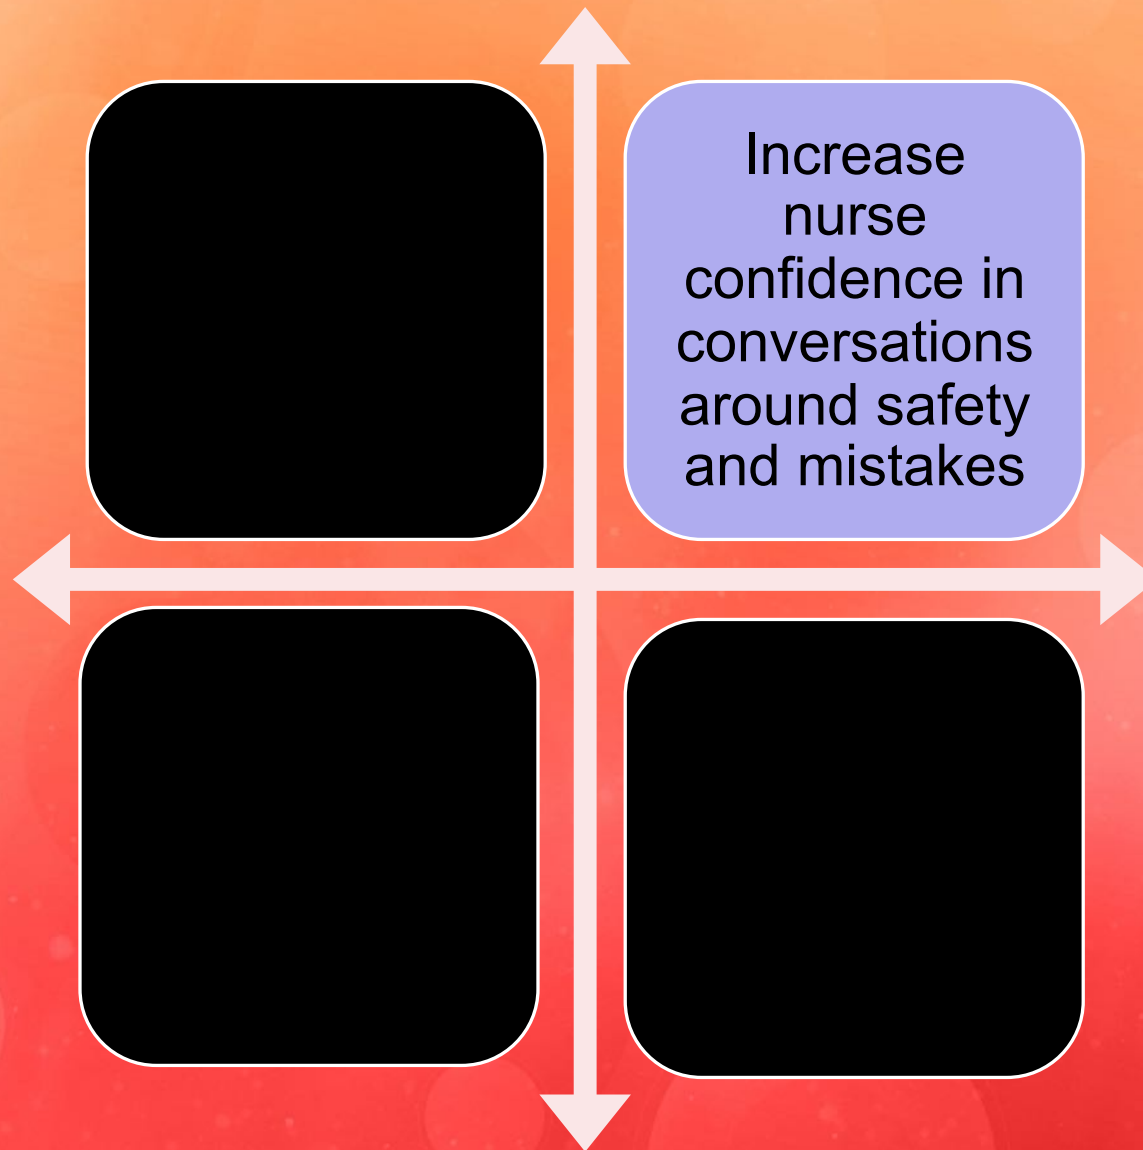 Increase
nurse
confidence in
conversations
around safety
and mistakes